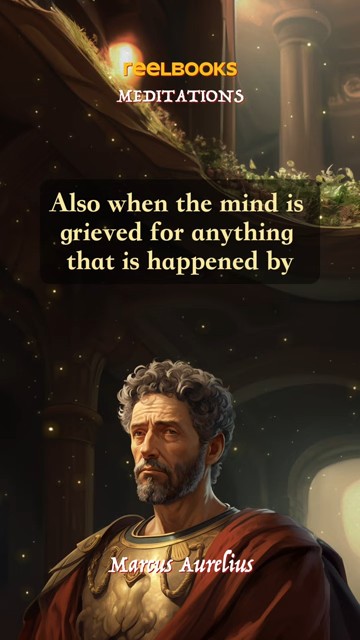 reelBOOKS
MEDITATIONS
Also when the mind is
grieved for anything
that is happened by
Marcus Aurelius